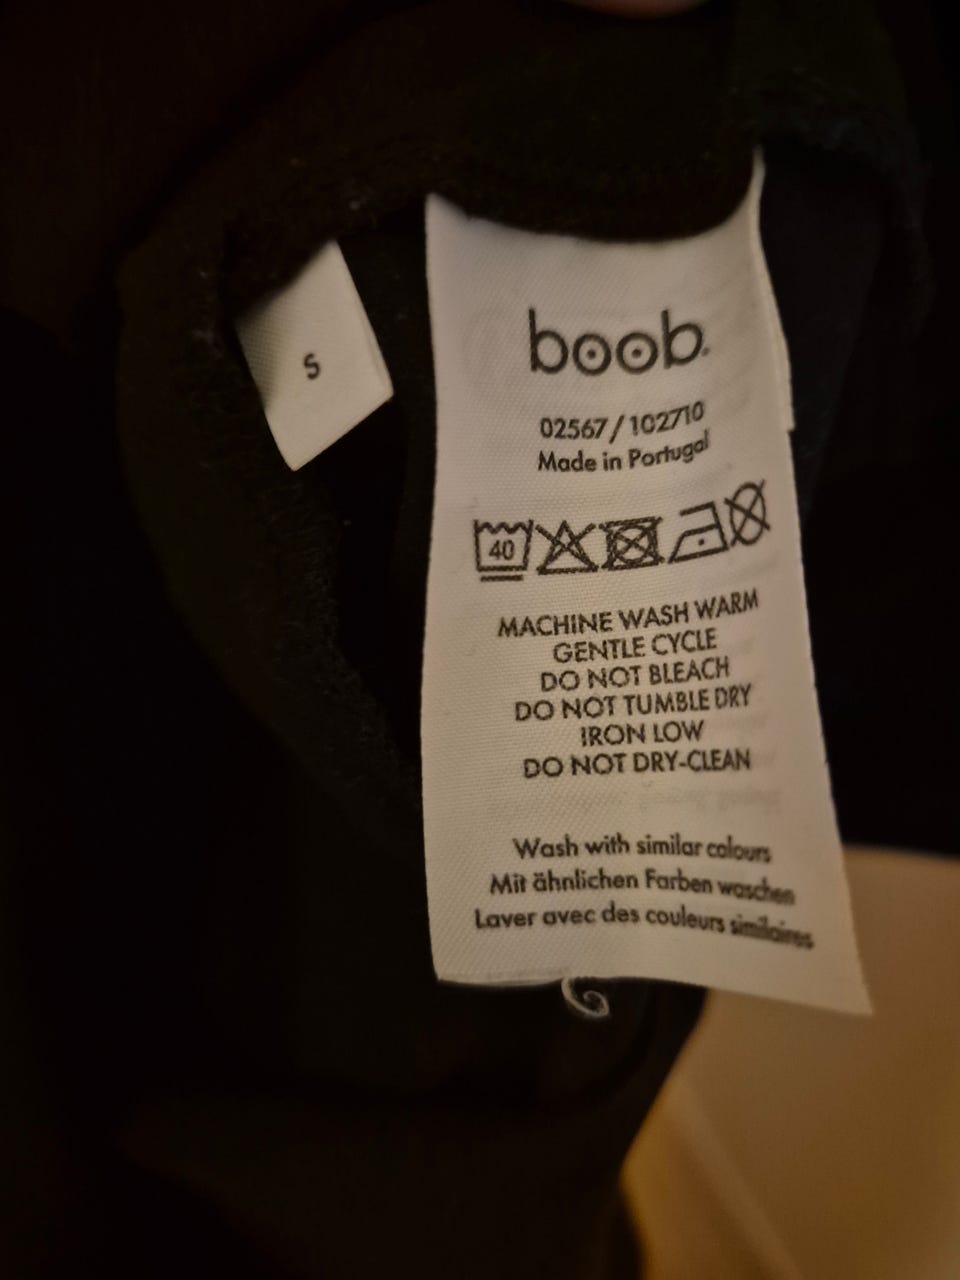 S
boob.
02567 / 102710
Made in Portugal
40
MACHINE WASH WARM
GENTLE CYCLE
DO NOT BLEACH
DO NOT TUMBLE DRY
IRON LOW
DO NOT DRY-CLEAN
Wash with similar colours
Mit ähnlichen Farben waschen
Laver avec des couleurs similaires